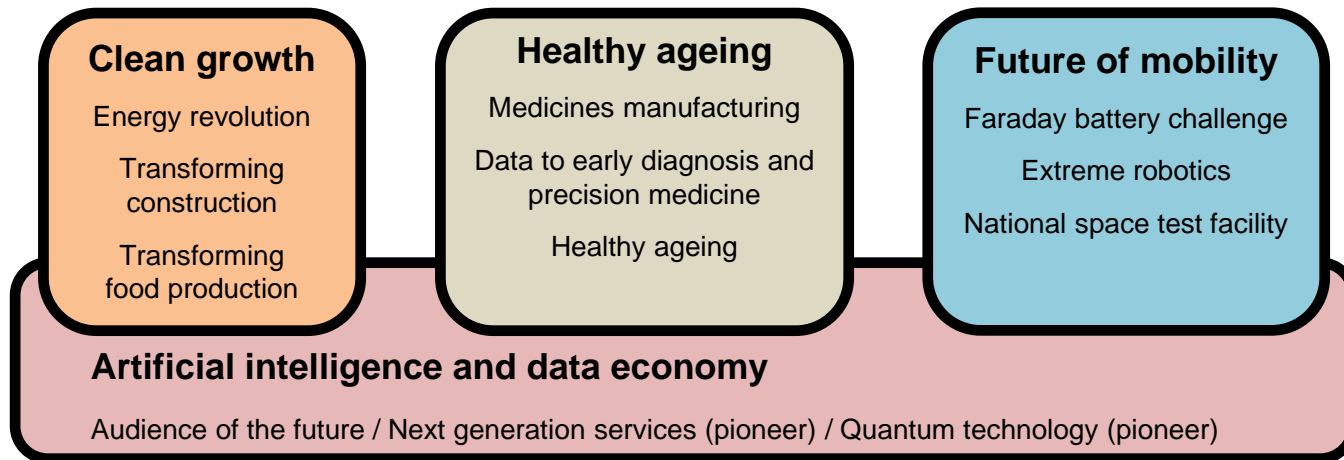 Clean growth
Energy revolution
Transforming
construction
Transforming
food production
Healthy ageing
Medicines manufacturing
Data to early diagnosis and
precision medicine
Healthy ageing
Future of mobility
Faraday battery challenge
Extreme robotics
National space test facility
Artificial intelligence and data economy
Audience of the future / Next generation services (pioneer) / Quantum technology (pioneer)